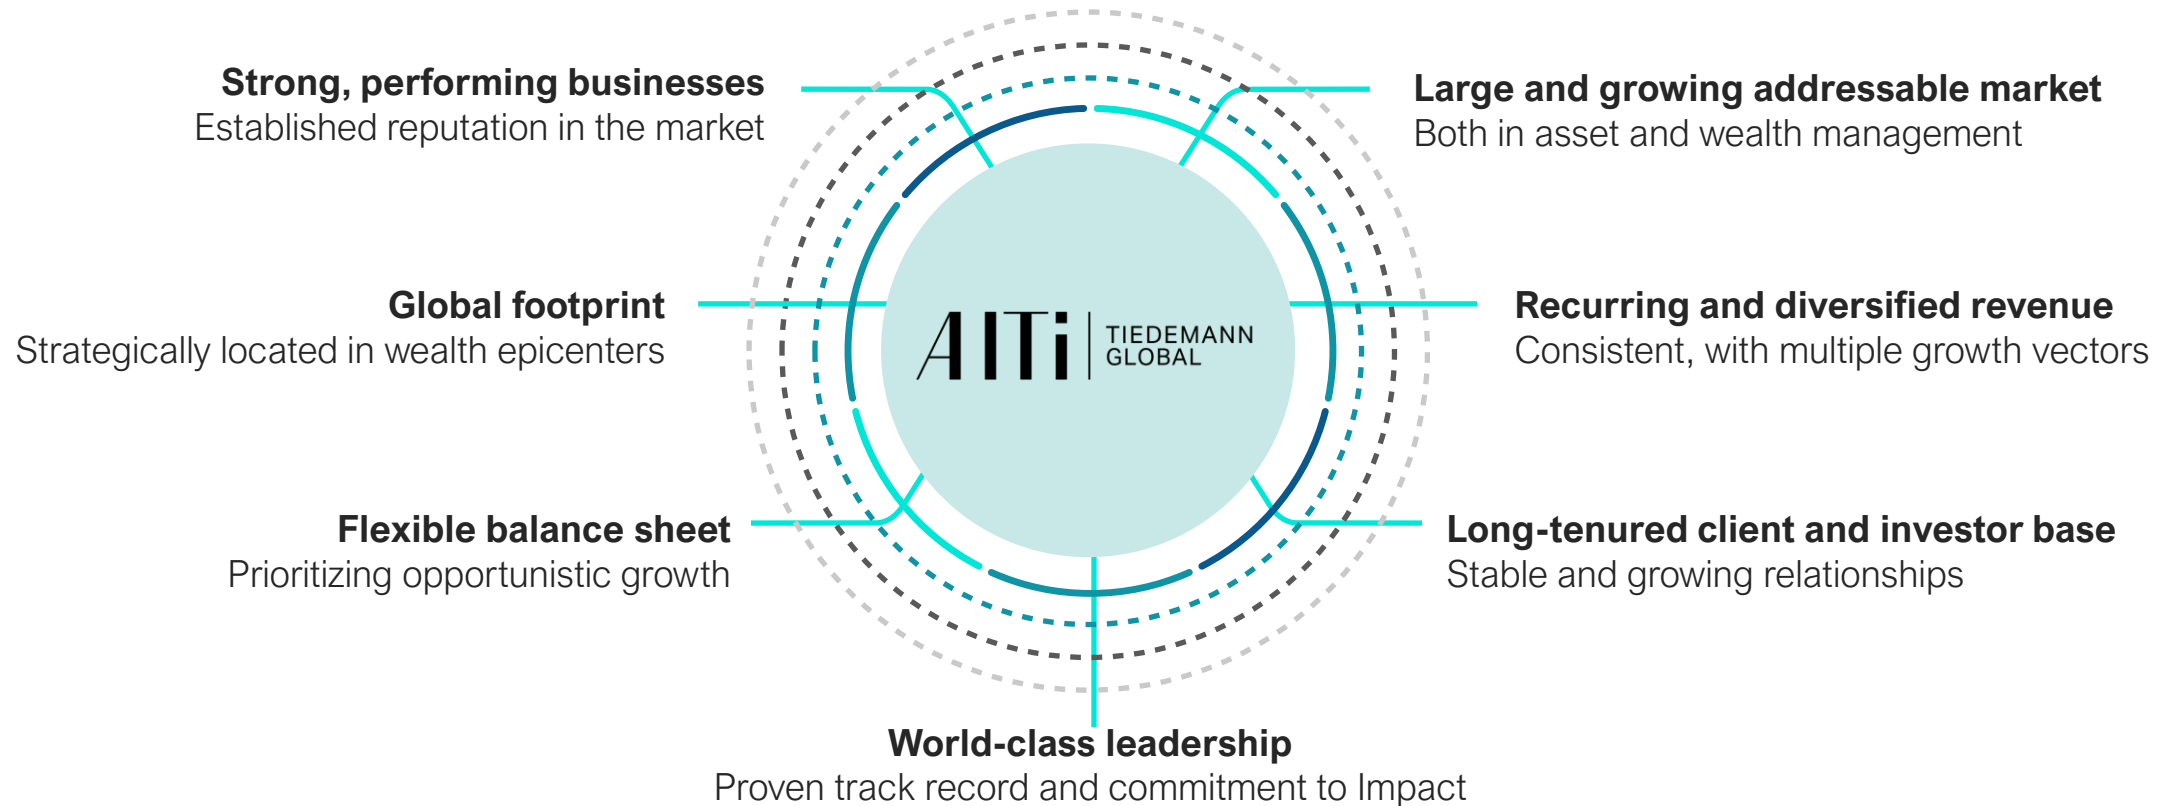 Strong, performing businesses
Established reputation in the market
Large and growing addressable market
Both in asset and wealth management
Global footprint
Strategically located in wealth epicenters
AlTi
TIEDEMANN
GLOBAL
Recurring and diversified revenue
Consistent, with multiple growth vectors
Flexible balance sheet
Prioritizing opportunistic growth
Long-tenured client and investor base
Stable and growing relationships
World-class leadership
Proven track record and commitment to Impact